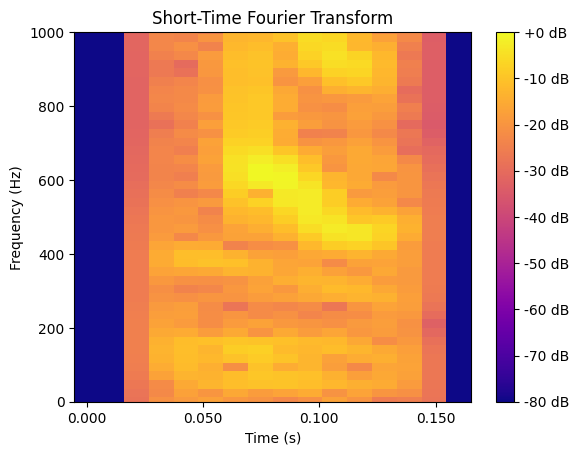 Short-Time Fourier Transform
1000
800
600
400
200
0
Frequency (Hz)
0.000
0.050
0.100
0.150
Time (s)
+0 dB
-10 dB
-20 dB
-30 dB
-40 dB
-50 dB
-60 dB
-70 dB
-80 dB